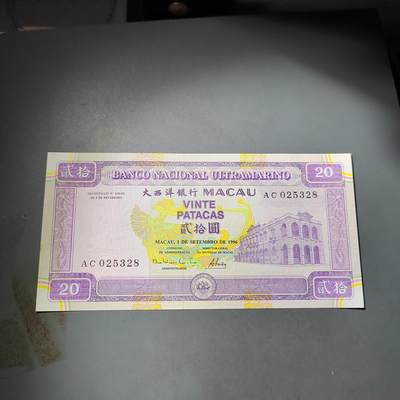 貳拾 BANCO NACIONAL ULTRAMARINO 20
大西洋銀行 MACAU
AC 025328
VINTE
PATACAS
貳拾圓
MACAU, 1 DE SETEMBRO DE 1996
AC 025328
20 貳拾